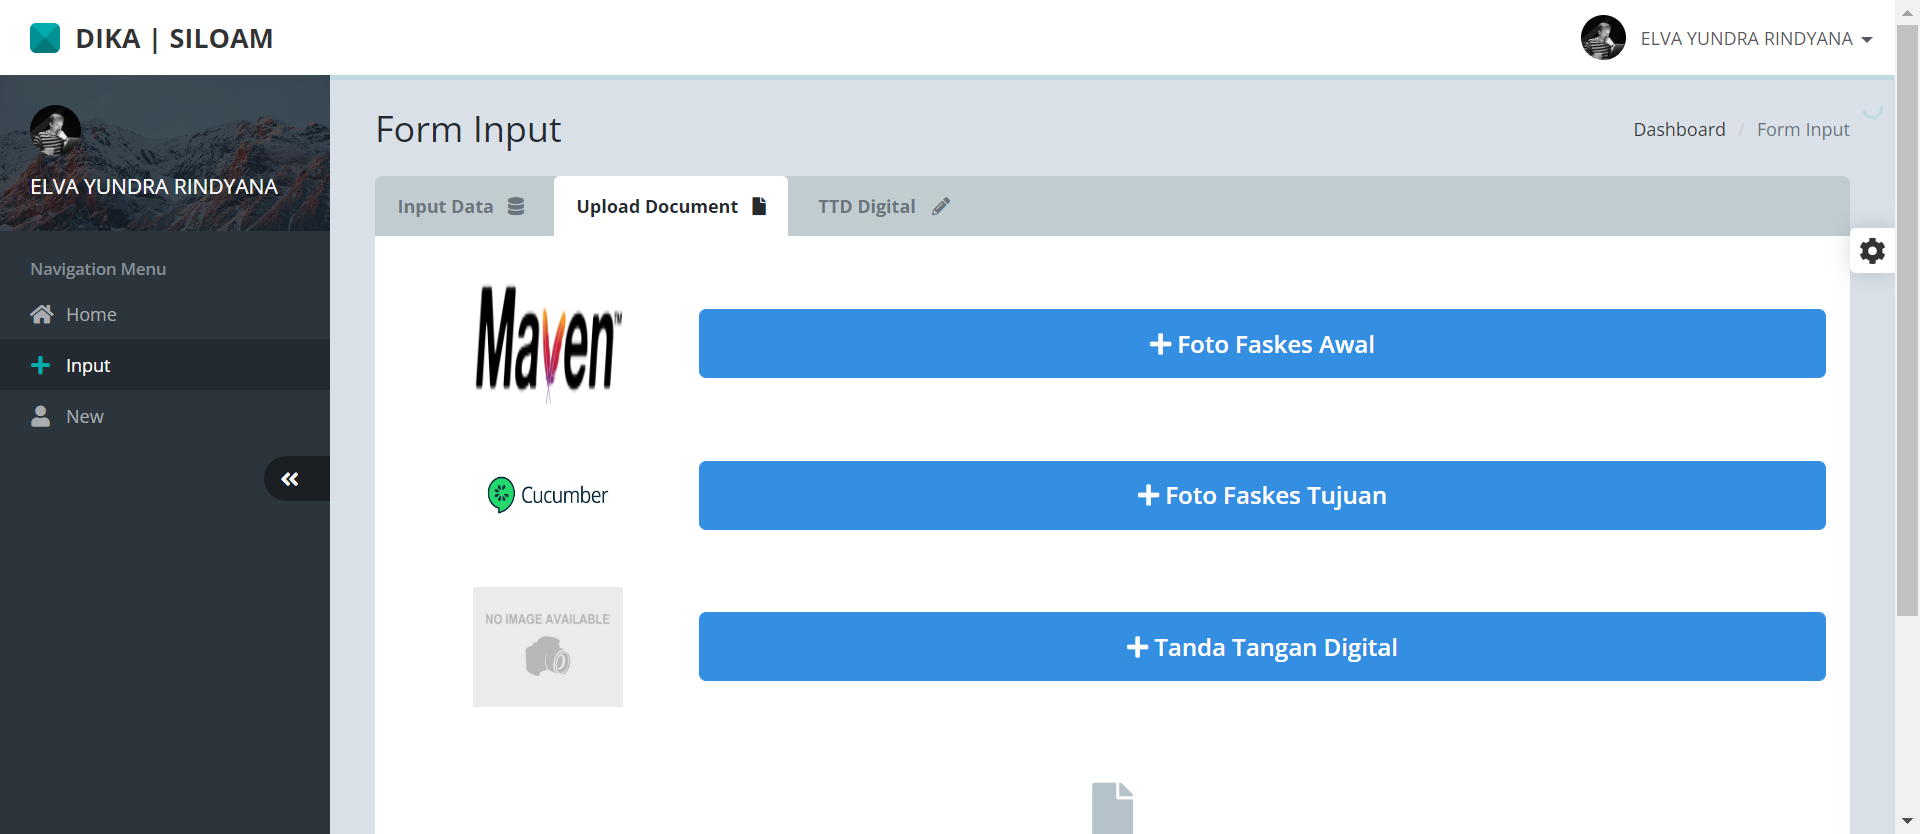 DIKA | SILOAM
ELVA YUNDRA RINDYANA
ELVA YUNDRA RINDYANA
Navigation Menu
Home
Input
New
Form Input
Dashboard / Form Input
Input Data
Upload Document
TTD Digital
Maven™
Foto Faskes Awal
Cucumber
Foto Faskes Tujuan
NO IMAGE AVAILABLE
Tanda Tangan Digital